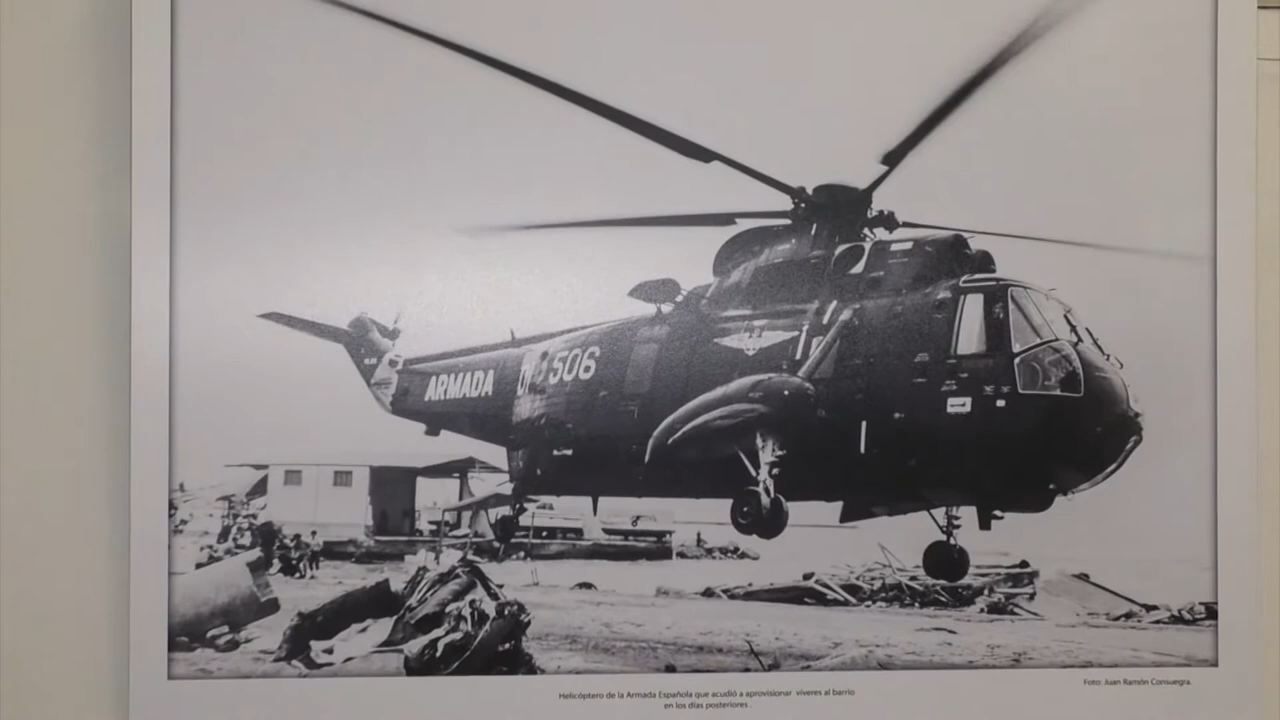 ARMADA
506
Foto: Juan Ramón Consuegra.
Helicóptero de la Armada Española que acudió a aprovisionar víveres al barrio
en los días posteriores .